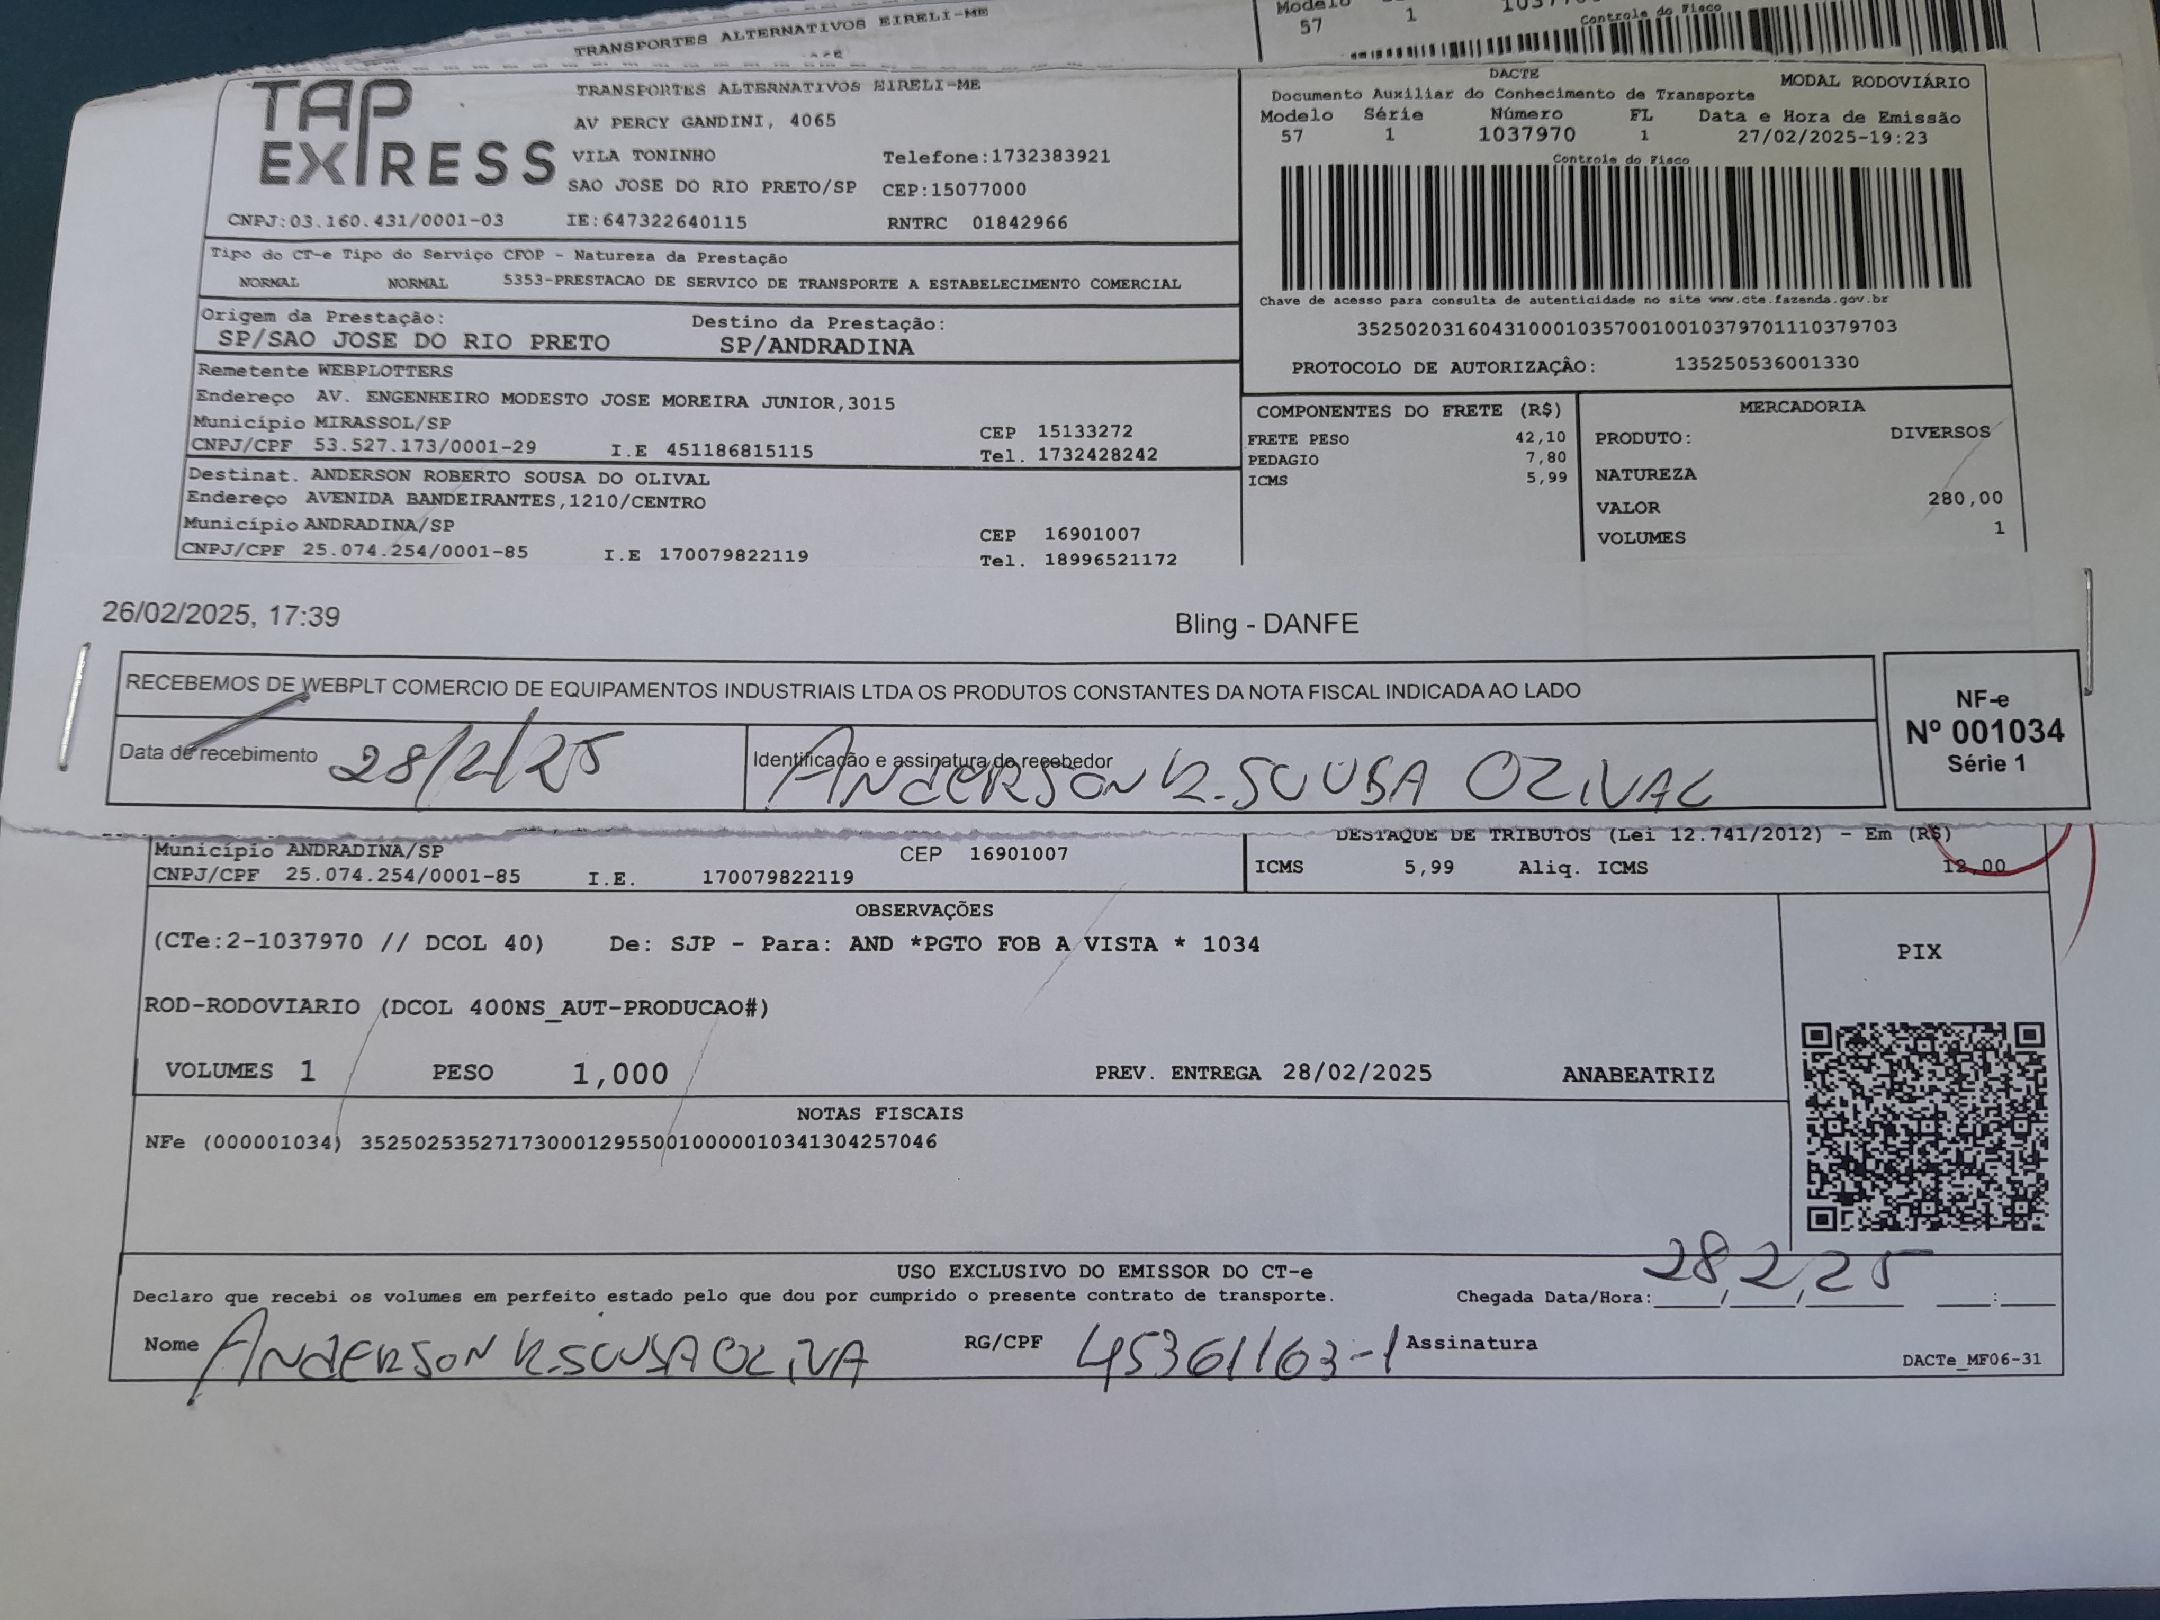 TRANSPORTES ALTERNATIVOS EIRELI-ME
Modelo
57 1
Controle do Fisco
TAP EXPRESS
TRANSPORTES ALTERNATIVOS EIRELI-ME
AV PERCY GANDINI, 4065
VILA TONINHO Telefone:1732383921
SAO JOSE DO RIO PRETO/SP CEP:15077000
CNPJ:03.160.431/0001-03 IE:647322640115 RNTRC 01842966
DACTE MODAL RODOVIÁRIO
Documento Auxiliar do Conhecimento de Transporte
Modelo Série Número FL Data e Hora de Emissão
57 1 1037970 1 27/02/2025-19:23
Controle do Fisco
Chave de acesso para consulta de autenticidade no site www.cte.fazenda.gov.br
35250203160431000103570010010379701110379703
PROTOCOLO DE AUTORIZAÇÃO: 135250536001330
Tipo do CT-e Tipo do Serviço CFOP - Natureza da Prestação
NORMAL NORMAL 5353-PRESTACAO DE SERVICO DE TRANSPORTE A ESTABELECIMENTO COMERCIAL
Origem da Prestação: Destino da Prestação:
SP/SAO JOSE DO RIO PRETO SP/ANDRADINA
Remetente WEBPLOTTERS
Endereço AV. ENGENHEIRO MODESTO JOSE MOREIRA JUNIOR,3015
Município MIRASSOL/SP CEP 15133272
CNPJ/CPF 53.527.173/0001-29 I.E 451186815115 Tel. 1732428242
Destinat. ANDERSON ROBERTO SOUSA DO OLIVAL
Endereço AVENIDA BANDEIRANTES,1210/CENTRO
Município ANDRADINA/SP CEP 16901007
CNPJ/CPF 25.074.254/0001-85 I.E 170079822119 Tel. 18996521172
COMPONENTES DO FRETE (R$)
FRETE PESO 42,10
PEDAGIO 7,80
ICMS 5,99
MERCADORIA
PRODUTO: DIVERSOS
NATUREZA
VALOR 280,00
VOLUMES 1
26/02/2025, 17:39 Bling - DANFE
RECEBEMOS DE WEBPLT COMERCIO DE EQUIPAMENTOS INDUSTRIAIS LTDA OS PRODUTOS CONSTANTES DA NOTA FISCAL INDICADA AO LADO
Data de recebimento 28/2/25 Identificação e assinatura do recebedor ANDERSON R. SOUSA OLIVAL
NF-e
Nº 001034
Série 1
Município ANDRADINA/SP CEP 16901007
CNPJ/CPF 25.074.254/0001-85 I.E. 170079822119
DESTAQUE DE TRIBUTOS (Lei 12.741/2012) - Em (R$)
ICMS 5,99 Aliq. ICMS 12,00
OBSERVAÇÕES
(CTe:2-1037970 // DCOL 40) De: SJP - Para: AND *PGTO FOB A VISTA * 1034
ROD-RODOVIARIO (DCOL 400NS_AUT-PRODUCAO#)
PIX
VOLUMES 1 PESO 1,000 PREV. ENTREGA 28/02/2025 ANABEATRIZ
NOTAS FISCAIS
NFe (000001034) 35250253527173000129550010000010341304257046
USO EXCLUSIVO DO EMISSOR DO CT-e
Declaro que recebi os volumes em perfeito estado pelo que dou por cumprido o presente contrato de transporte. Chegada Data/Hora: 28/2/25 __:__
Nome ANDERSON R. SOUSA OLIVA RG/CPF 45361163-1 Assinatura
DACTe_MF06-31